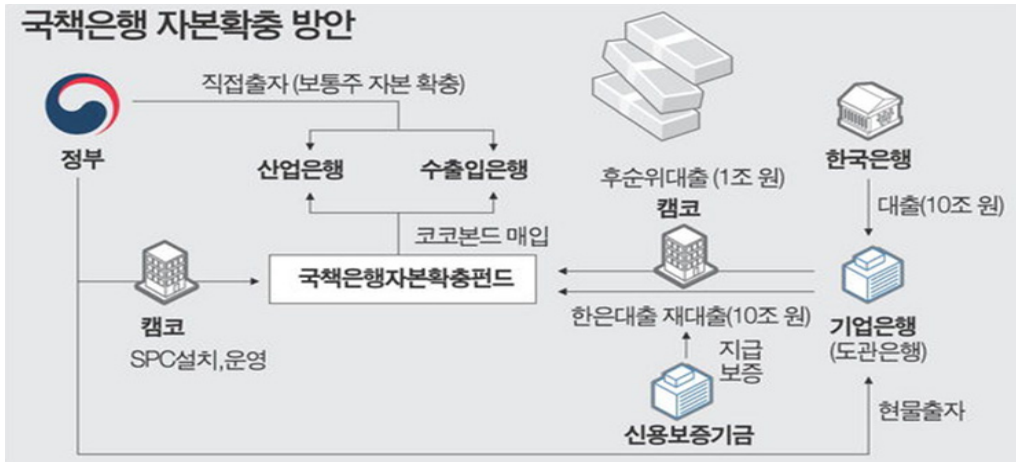 국책은행 자본확충 방안
직접출자 (보통주 자본 확충)
정부
산업은행
수출입은행
후순위대출 (1조 원)
캠코
한국은행
대출(10조 원)
코코본드 매입
국책은행자본확충펀드
캠코
SPC설치,운영
한은대출 재대출(10조 원)
기업은행
(도관은행)
지급
보증
신용보증기금
현물출자